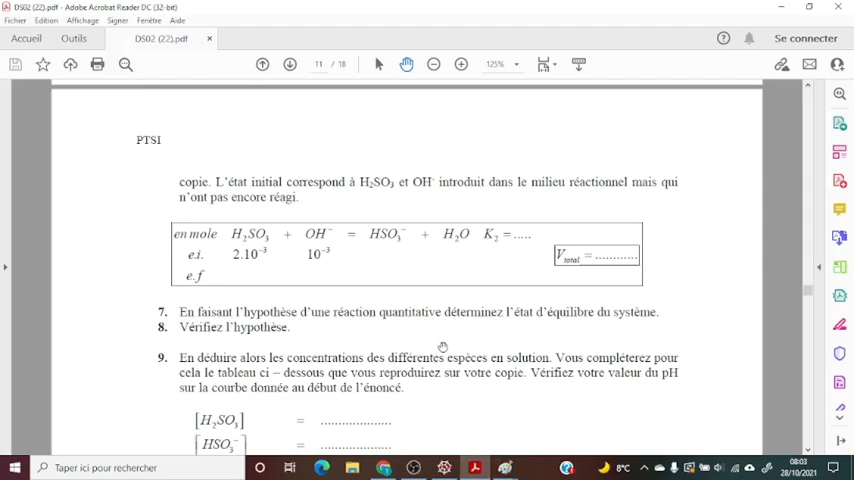 DS02 (22).pdf - Adobe Acrobat Reader DC (32-bit)
Fichier Edition Affichage Signer Fenêtre Aide
Accueil Outils DS02 (22).pdf × Se connecter
11 / 18 125%
PTSI
copie. L'état initial correspond à H₂SO₃ et OH⁻ introduit dans le milieu réactionnel mais qui
n'ont pas encore réagi.
en mole H₂SO₃ + OH⁻ = HSO₃⁻ + H₂O K₂ = .....
e.i. 2.10⁻³ 10⁻³ V_total = ............
e.f
7. En faisant l'hypothèse d'une réaction quantitative déterminez l'état d'équilibre du système.
8. Vérifiez l'hypothèse.
9. En déduire alors les concentrations des différentes espèces en solution. Vous compléterez pour
cela le tableau ci – dessous que vous reproduirez sur votre copie. Vérifiez votre valeur du pH
sur la courbe donnée au début de l'énoncé.
[H₂SO₃] = ....................
[HSO₃⁻] = ....................
Taper ici pour rechercher 8°C 08:03
28/10/2021